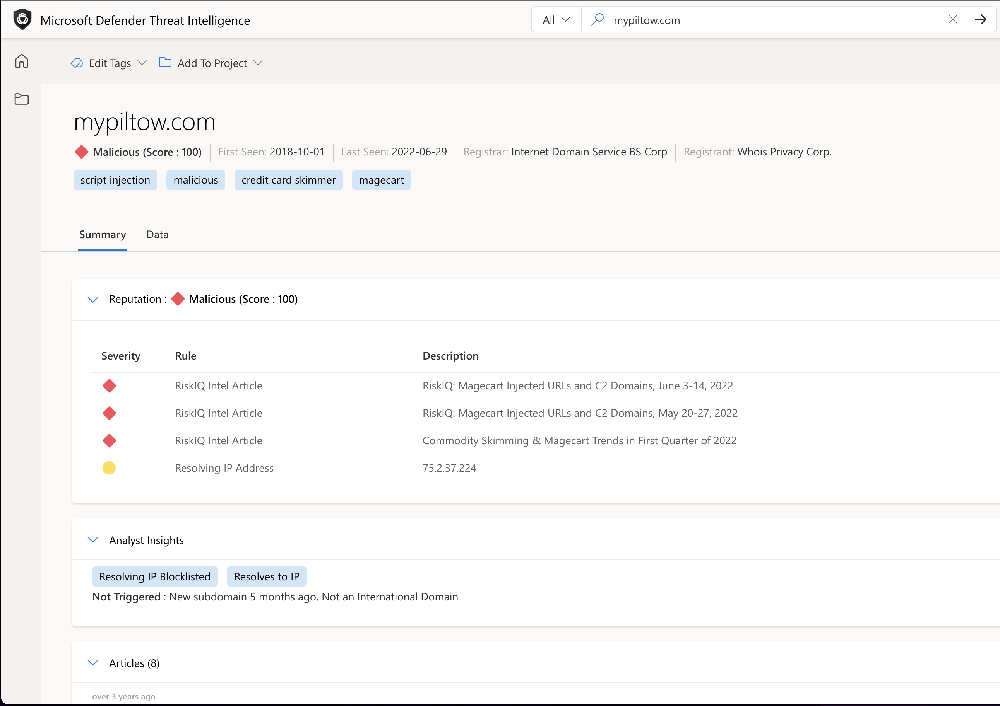 Microsoft Defender Threat Intelligence
All mypiltow.com
Edit Tags Add To Project
mypiltow.com
Malicious (Score : 100) First Seen: 2018-10-01 Last Seen: 2022-06-29 Registrar: Internet Domain Service BS Corp Registrant: Whois Privacy Corp.
script injection malicious credit card skimmer magecart
Summary Data
Reputation : Malicious (Score : 100)
Severity Rule Description
RiskIQ Intel Article RiskIQ: Magecart Injected URLs and C2 Domains, June 3-14, 2022
RiskIQ Intel Article RiskIQ: Magecart Injected URLs and C2 Domains, May 20-27, 2022
RiskIQ Intel Article Commodity Skimming & Magecart Trends in First Quarter of 2022
Resolving IP Address 75.2.37.224
Analyst Insights
Resolving IP Blocklisted Resolves to IP
Not Triggered : New subdomain 5 months ago, Not an International Domain
Articles (8)
over 3 years ago